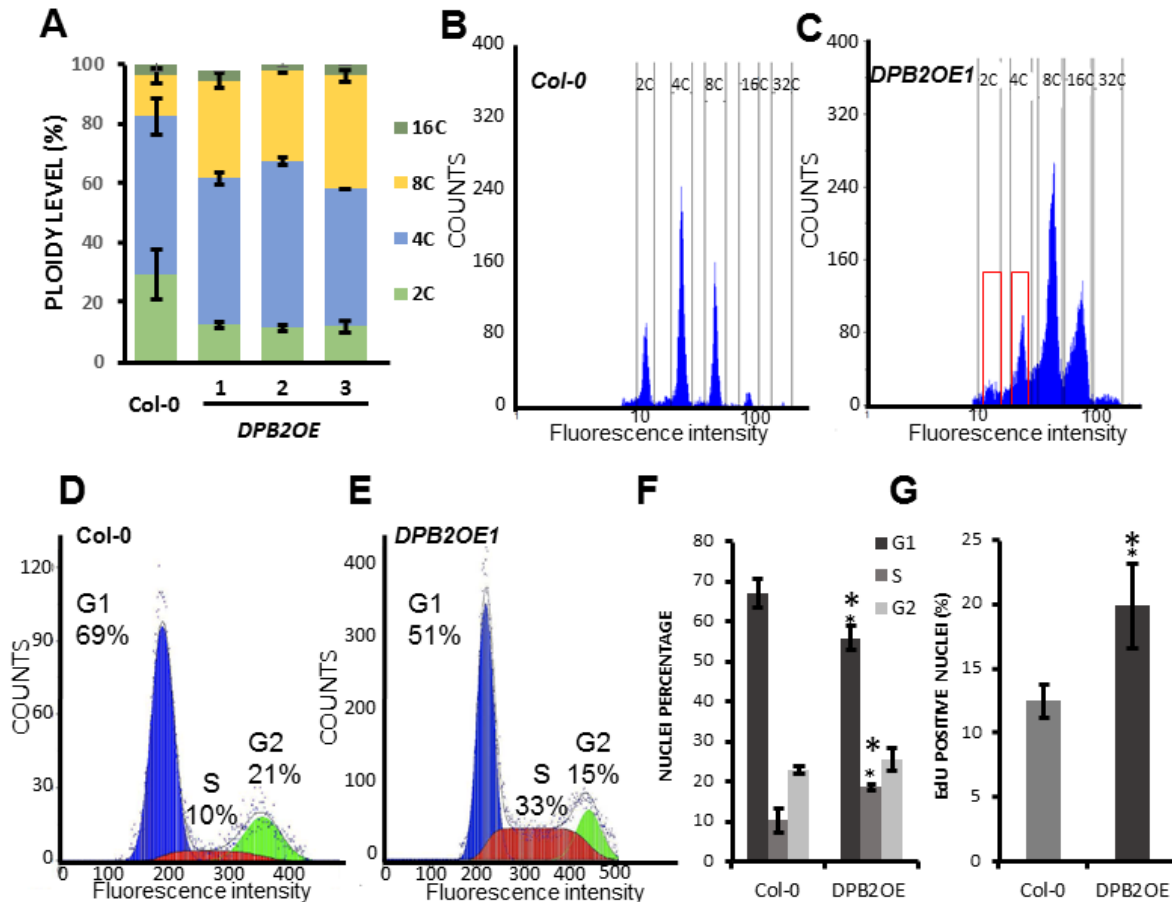 A
PLOIDY LEVEL (%)
100
80
60
40
20
0
16C
8C
4C
2C
Col-0
1 2 3
DPB2OE
B
Col-0
COUNTS
400
320
240
160
80
0
2C 4C 8C 16C 32C
1 10 100
Fluorescence intensity
C
DPB2OE1
COUNTS
400
320
240
160
80
0
2C 4C 8C 16C 32C
1 10 100
Fluorescence intensity
D
Col-0
COUNTS
120
90
60
30
0
G1
69%
S
10%
G2
21%
0 100 200 300 400
Fluorescence intensity
E
DPB2OE1
COUNTS
400
300
200
100
0
G1
51%
S
33%
G2
15%
0 100 200 300 400 500
Fluorescence intensity
F
NUCLEI PERCENTAGE
80
70
60
50
40
30
20
10
0
G1
S
G2
**
**
Col-0 DPB2OE
G
EdU POSITIVE NUCLEI (%)
25
20
15
10
5
0
**
Col-0 DPB2OE